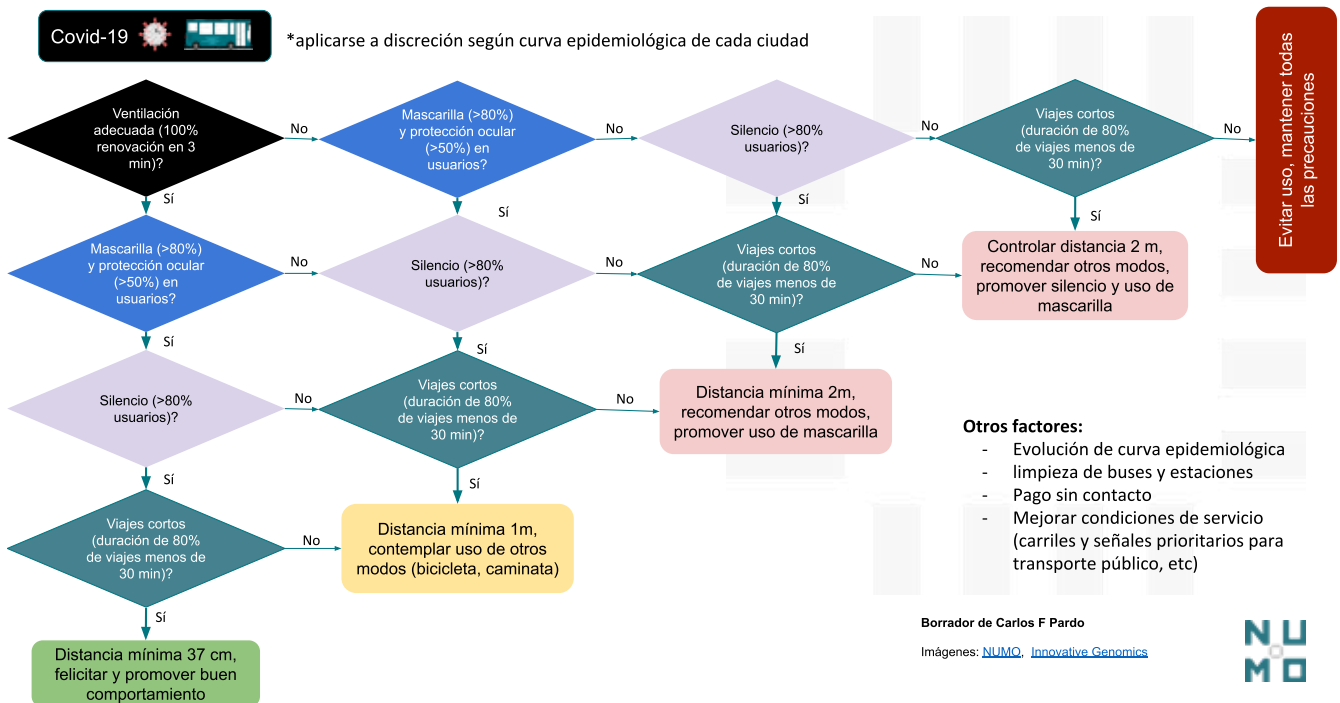 Covid-19
*aplicarse a discreción según curva epidemiológica de cada ciudad
Evitar uso, mantener todas
las precauciones
Ventilación
adecuada (100%
renovación en 3
min)?
No
Mascarilla (>80%)
y protección ocular
(>50%) en
usuarios?
No
Silencio (>80%
usuarios)?
No
Viajes cortos
(duración de 80%
de viajes menos de
30 min)?
No
Sí
Sí
Sí
Sí
Mascarilla (>80%)
y protección ocular
(>50%) en
usuarios?
No
Silencio (>80%
usuarios)?
No
Viajes cortos
(duración de 80%
de viajes menos de
30 min)?
No
Controlar distancia 2 m,
recomendar otros modos,
promover silencio y uso de
mascarilla
Sí
Sí
Sí
Silencio (>80%
usuarios)?
No
Viajes cortos
(duración de 80%
de viajes menos de
30 min)?
No
Distancia mínima 2m,
recomendar otros modos,
promover uso de mascarilla
Sí
Sí
Viajes cortos
(duración de 80%
de viajes menos de
30 min)?
No
Distancia mínima 1m,
contemplar uso de otros
modos (bicicleta, caminata)
Sí
Distancia mínima 37 cm,
felicitar y promover buen
comportamiento
Otros factores:
- Evolución de curva epidemiológica
- limpieza de buses y estaciones
- Pago sin contacto
- Mejorar condiciones de servicio
(carriles y señales prioritarios para
transporte público, etc)
Borrador de Carlos F Pardo
Imágenes: NUMO, Innovative Genomics
NU
MO